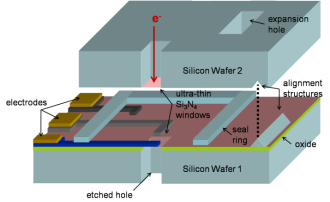 e-
expansion
hole
Silicon Wafer 2
electrodes
ultra-thin
Si3N4
windows
alignment
structures
seal
ring
oxide
Silicon Wafer 1
etched hole